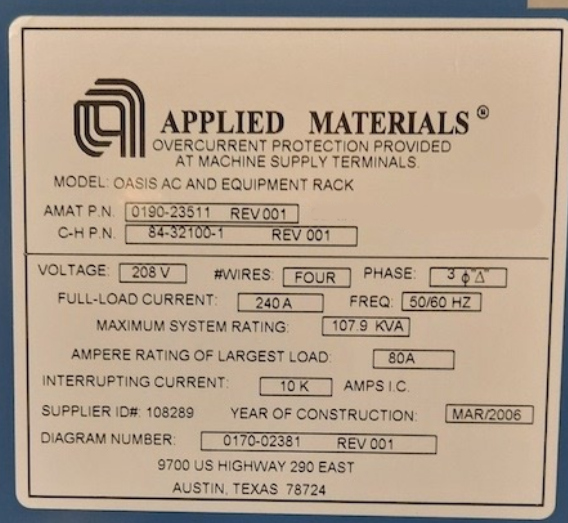 APPLIED MATERIALS®
OVERCURRENT PROTECTION PROVIDED
AT MACHINE SUPPLY TERMINALS.
MODEL: OASIS AC AND EQUIPMENT RACK
AMAT P.N. 0190-23511 REV 001
C-H P.N. 84-32100-1 REV 001
VOLTAGE: 208 V #WIRES: FOUR PHASE: 3 ϕ"Δ"
FULL-LOAD CURRENT: 240 A FREQ: 50/60 HZ
MAXIMUM SYSTEM RATING: 107.9 KVA
AMPERE RATING OF LARGEST LOAD: 80A
INTERRUPTING CURRENT: 10 K AMPS I.C.
SUPPLIER ID#: 108289 YEAR OF CONSTRUCTION: MAR/2006
DIAGRAM NUMBER: 0170-02381 REV 001
9700 US HIGHWAY 290 EAST
AUSTIN, TEXAS 78724